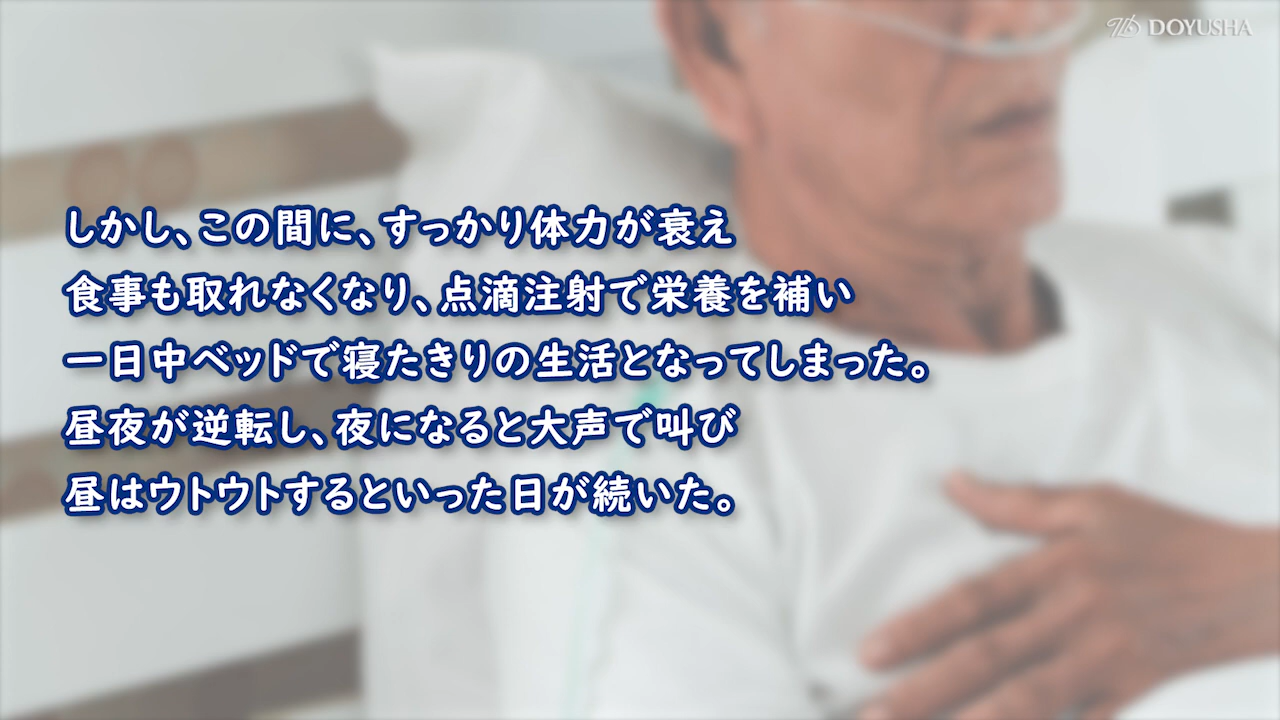 DOYUSHA
しかし、この間に、すっかり体力が衰え
食事も取れなくなり、点滴注射で栄養を補い
一日中ベッドで寝たきりの生活となってしまった。
昼夜が逆転し、夜になると大声で叫び
昼はウトウトするといった日が続いた。